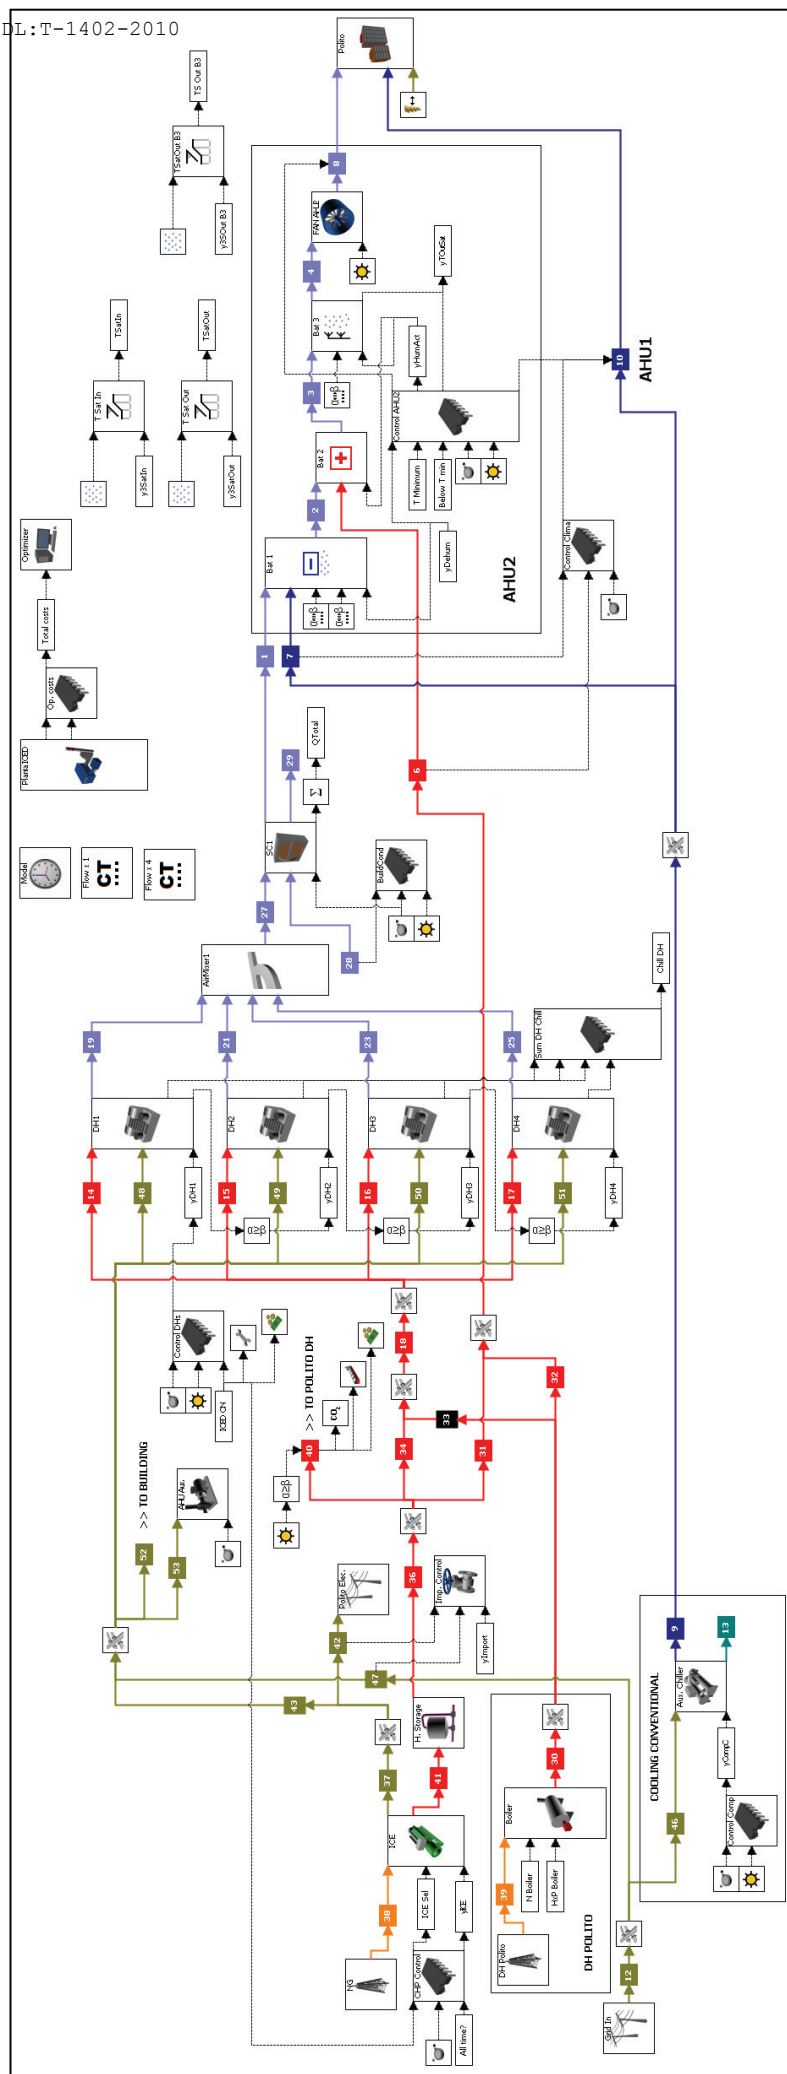 DL:T-1402-2010
Polito
TS Out B3
TSatOut B3
y3SOut B3
FAN AHU2
8
4
yTOutSat
TSatIn
TSatOut
Bat 3
T Sat In
T Sat Out
3
α≡β
yHumAct
10
AHU1
Control AHU2
y3SatIn
y3SatOut
Bat 2
T Minimum
Below T min
Optimizer
2
Control Clima
Bat 1
yDehum
AHU2
α≡β
α≡β
Total costs
1
7
Op. costs
PlantaICED
29
QTotal
6
Σ
Model
Flow x 1
CT
Flow x 4
CT
SC1
BuildCond
27
28
AirMixer1
Chill DH
19
21
23
25
Sum DH Chill
DH1
DH2
DH3
DH4
14
48
15
49
16
50
17
51
9
yDH1
yDH2
yDH3
yDH4
α≥β
α≥β
α≥β
Control DHs
ICED CN
>> TO POLITO DH
18
32
CO2
33
40
34
31
α≥β
>> TO BUILDING
AHU Aux.
52
53
Polito Elec.
Imp. Control
36
42
47
yImport
43
H. Storage
COOLING CONVENTIONAL
13
Aux. Chiller
37
41
30
yCompC
46
Control Comp
ICE
Boiler
38
ICE Sel
yICE
39
N Boiler
HxP Boiler
NG
CHP Control
DH Polito
DH POLITO
12
All time?
Grid In